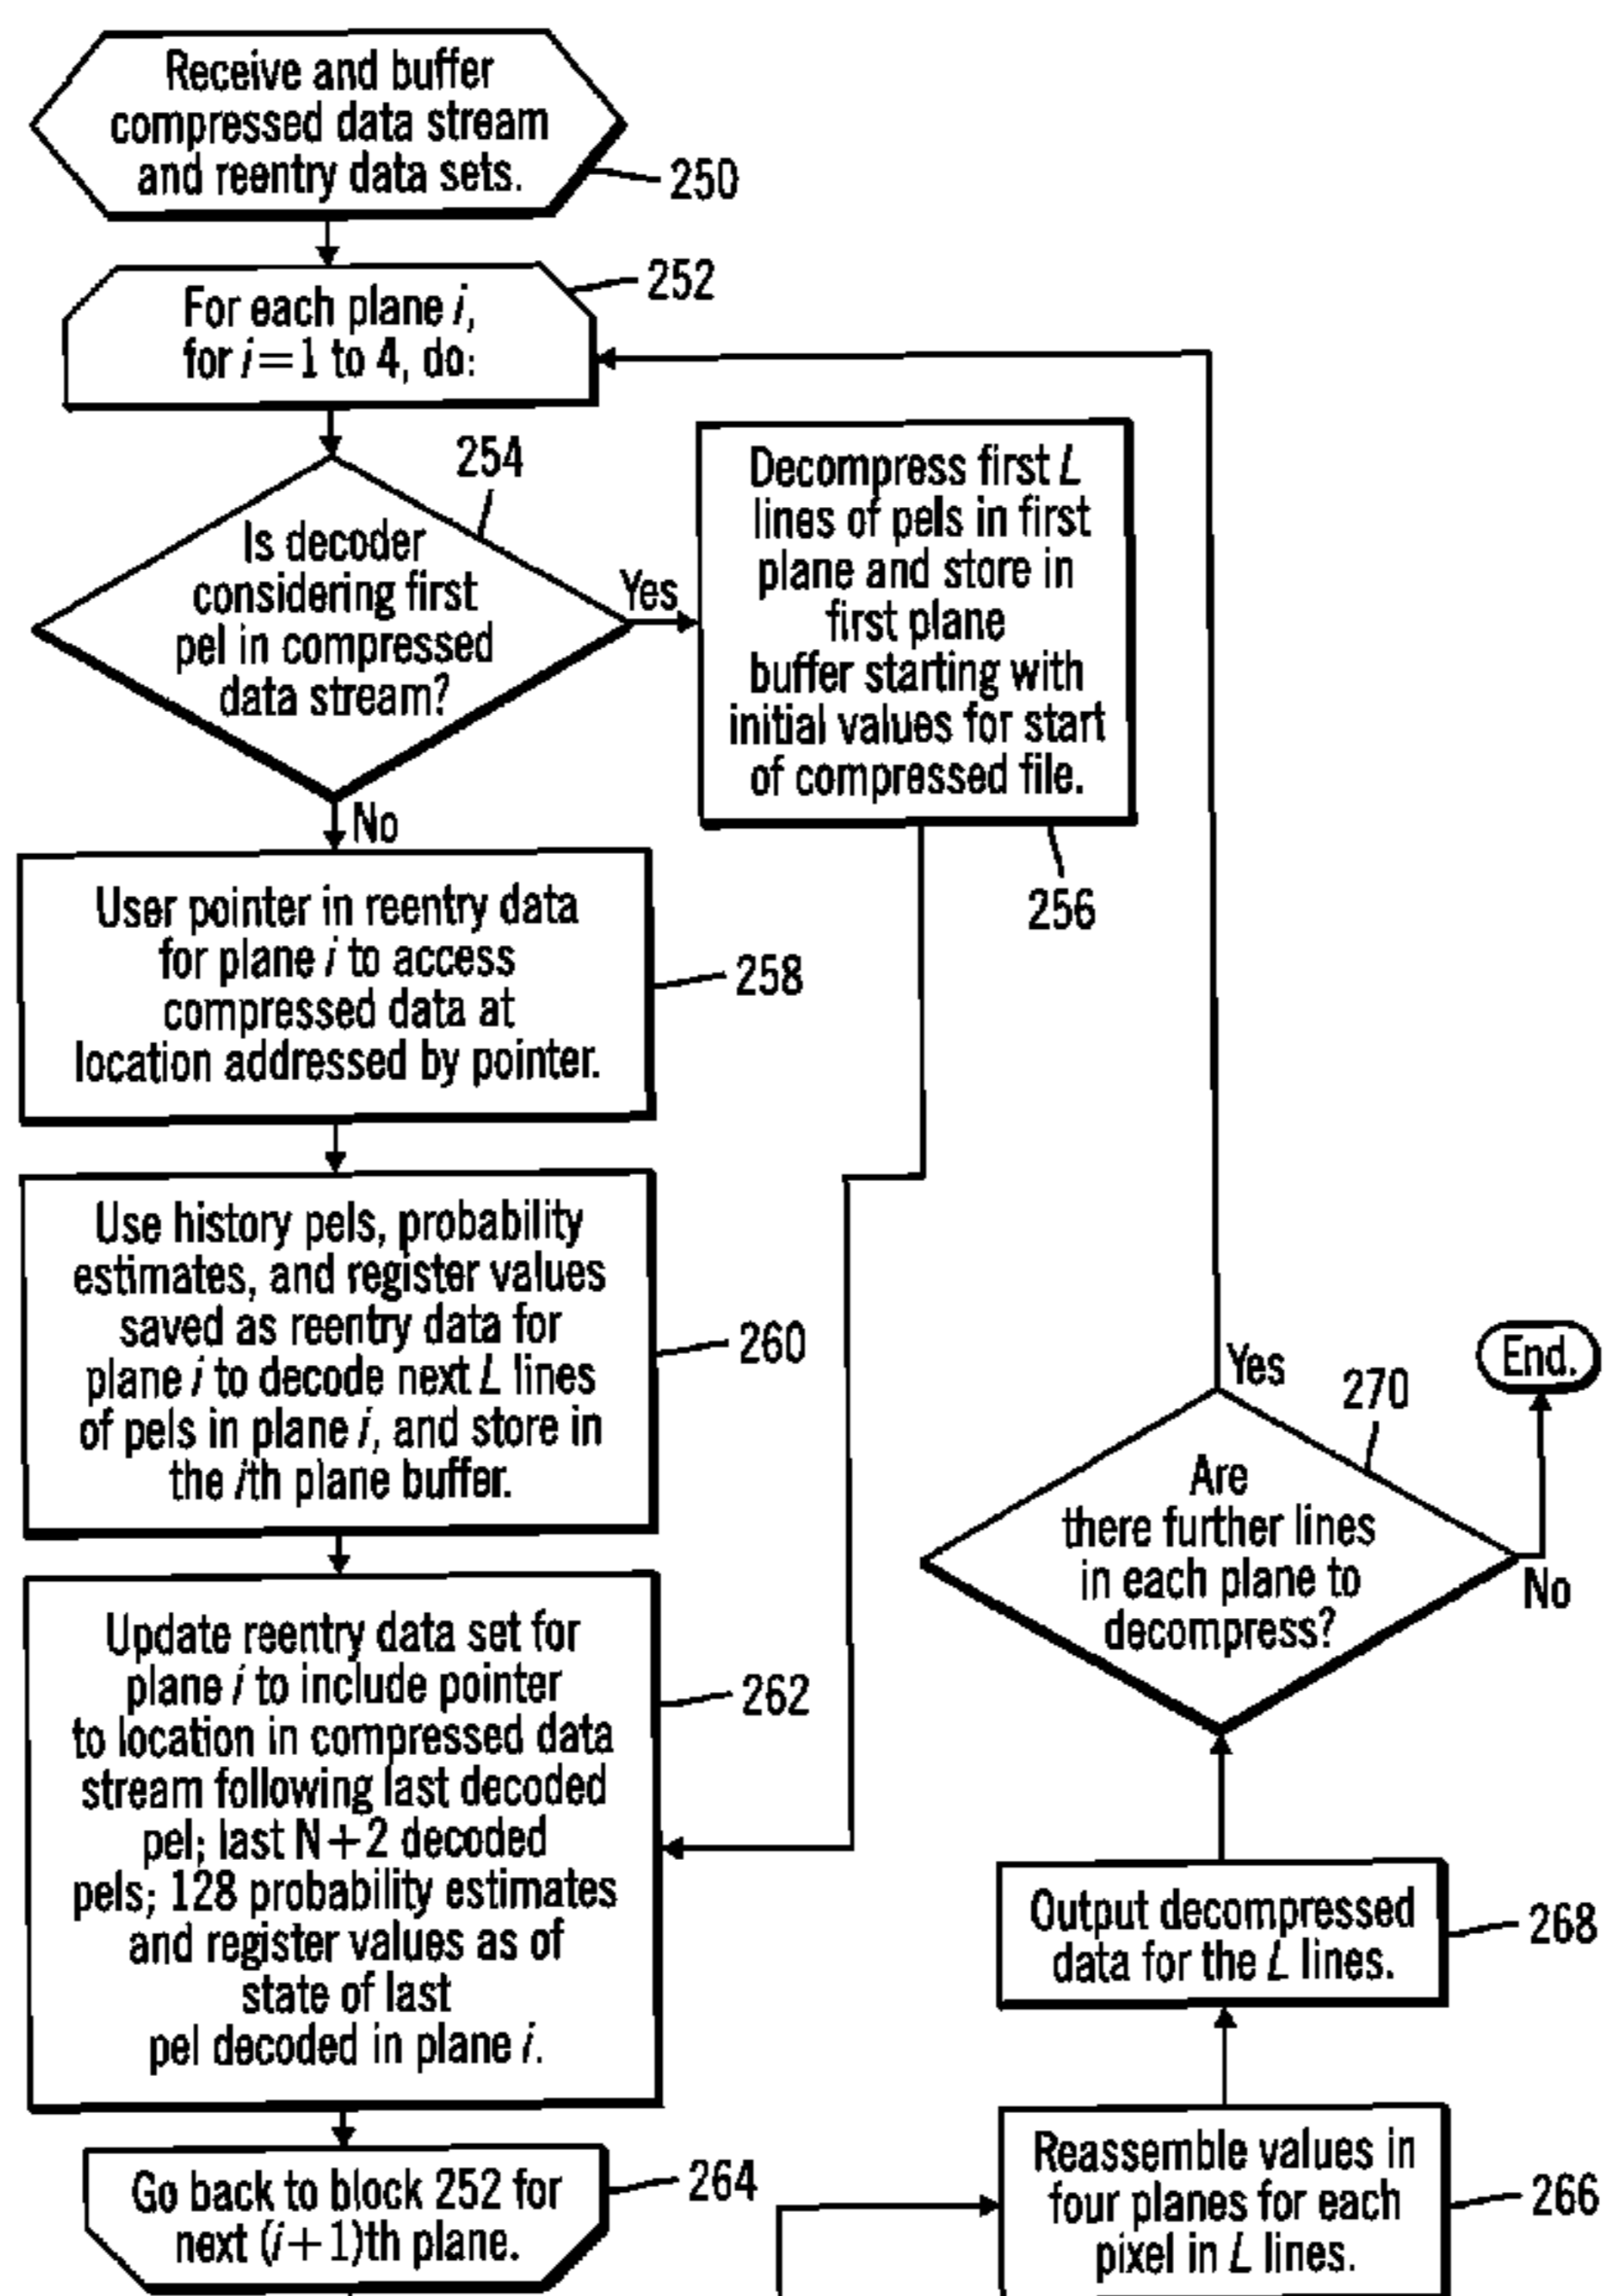 Receive and buffer
compressed data stream
and reentry data sets.
250
For each plane i,
for i=1 to 4, do:
252
254
Is decoder
considering first
pel in compressed
data stream?
Yes
No
Decompress first L
lines of pels in first
plane and store in
first plane
buffer starting with
initial values for start
of compressed file.
256
User pointer in reentry data
for plane i to access
compressed data at
location addressed by pointer.
258
Use history pels, probability
estimates, and register values
saved as reentry data for
plane i to decode next L lines
of pels in plane i, and store in
the ith plane buffer.
260
Update reentry data set for
plane i to include pointer
to location in compressed data
stream following last decoded
pel; last N+2 decoded
pels; 128 probability estimates
and register values as of
state of last
pel decoded in plane i.
262
Go back to block 252 for
next (i+1)th plane.
264
Reassemble values in
four planes for each
pixel in L lines.
266
Output decompressed
data for the L lines.
268
Are
there further lines
in each plane to
decompress?
270
Yes
No
End.